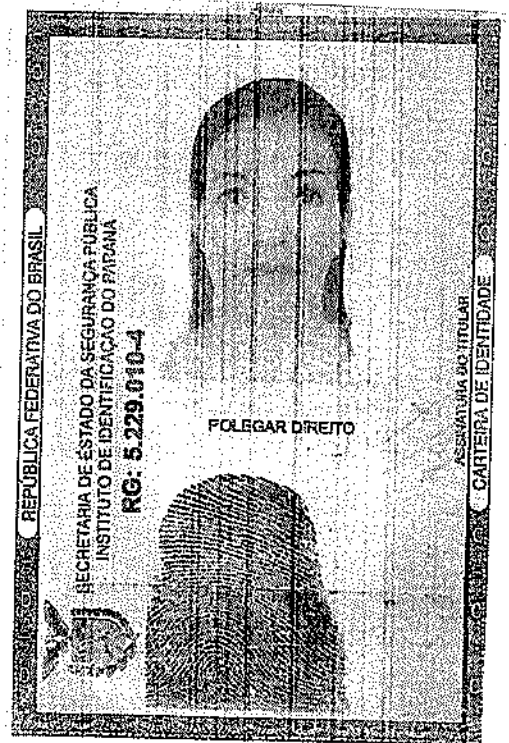 REPÚBLICA FEDERATIVA DO BRASIL
SECRETARIA DE ESTADO DA SEGURANÇA PÚBLICA
INSTITUTO DE IDENTIFICAÇÃO DO PARANÁ
RG: 5.229.010-4
POLEGAR DIREITO
ASSINATURA DO TITULAR
CARTEIRA DE IDENTIDADE